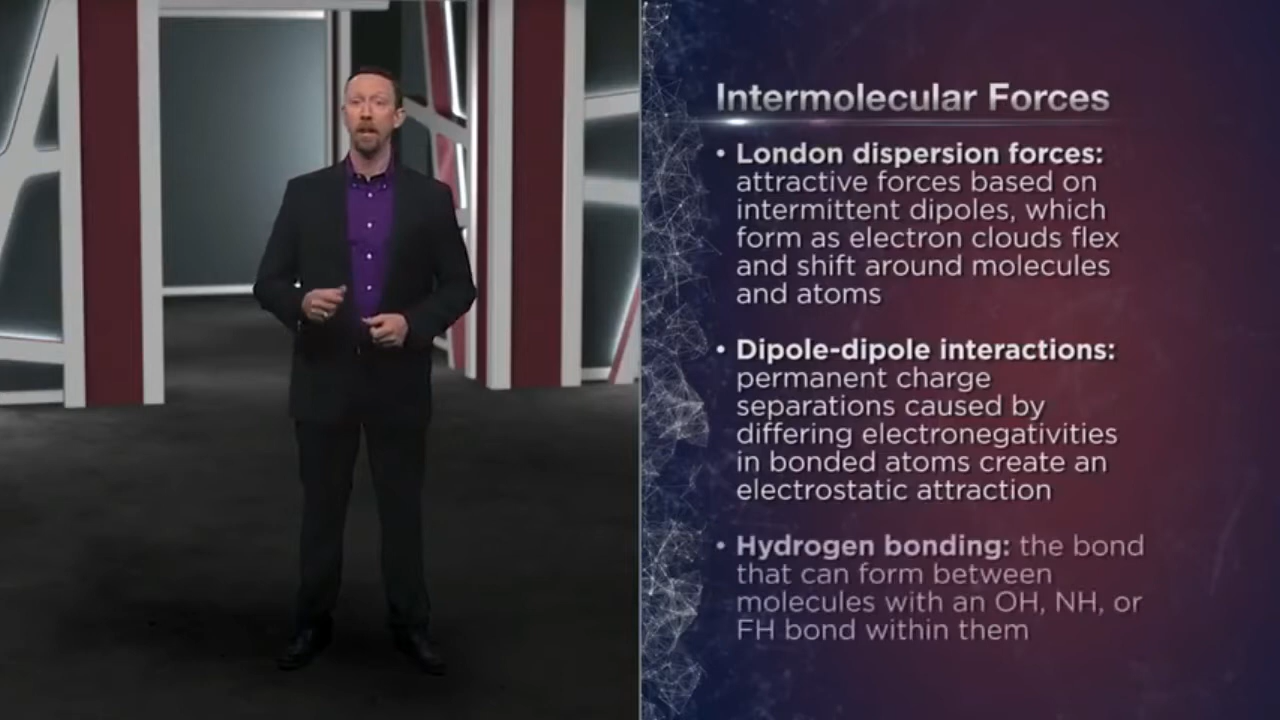 Intermolecular Forces
• London dispersion forces:
attractive forces based on
intermittent dipoles, which
form as electron clouds flex
and shift around molecules
and atoms
• Dipole-dipole interactions:
permanent charge
separations caused by
differing electronegativities
in bonded atoms create an
electrostatic attraction
• Hydrogen bonding: the bond
that can form between
molecules with an OH, NH, or
FH bond within them